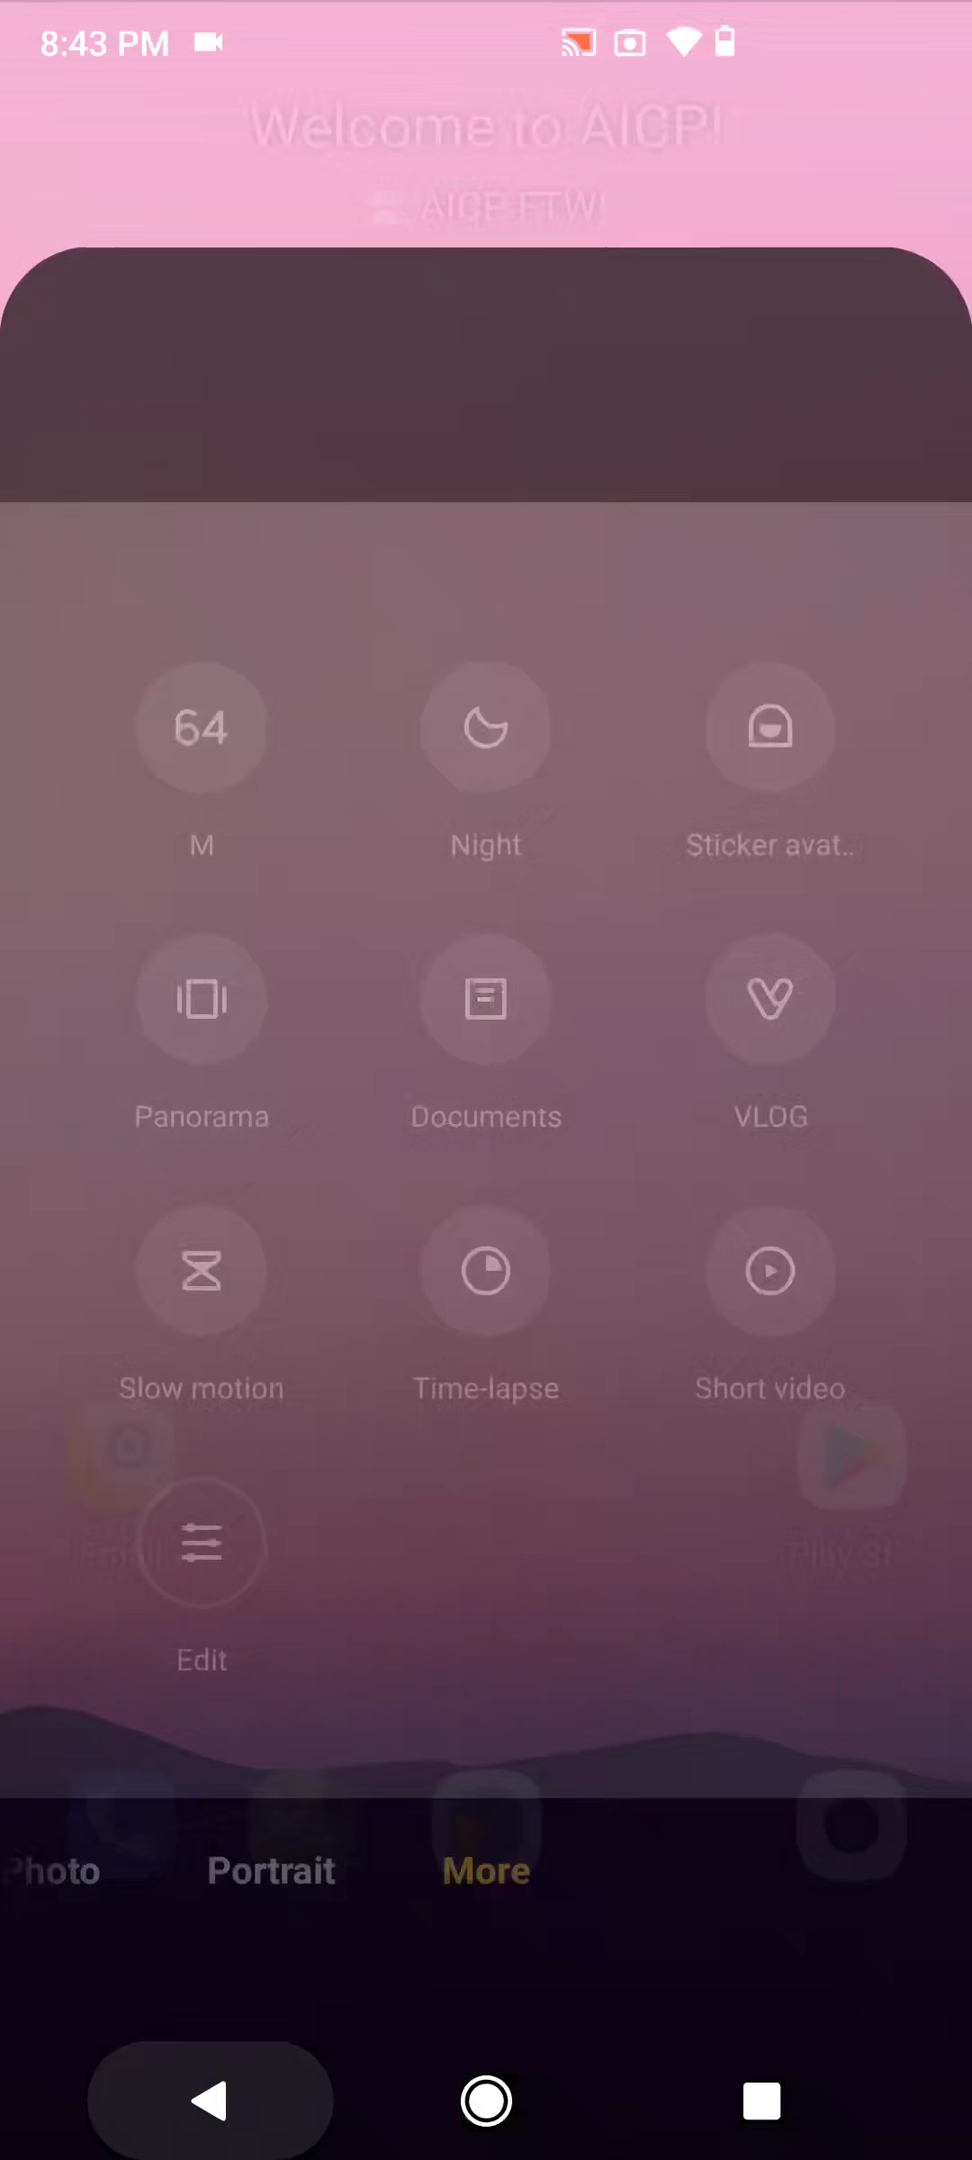 8:43 PM
Welcome to AICP!
AICP FTW!
64
M Night Sticker avat..
Panorama Documents VLOG
Slow motion Time-lapse Short video
Edit
Photo Portrait More